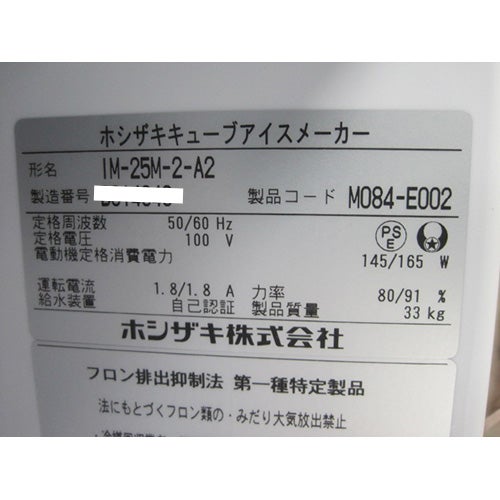 ホシザキキューブアイスメーカー
形名 IM-25M-2-A2
製造番号 製品コード M084-E002
定格周波数 50/60 Hz
定格電圧 100 V
電動機定格消費電力 145/165 W
PS
E
運転電流 1.8/1.8 A 力率 80/91 %
給水装置 自己認証 製品質量 33 kg
ホシザキ株式会社
フロン排出抑制法 第一種特定製品
法にもとづくフロン類の・みだり大気放出禁止